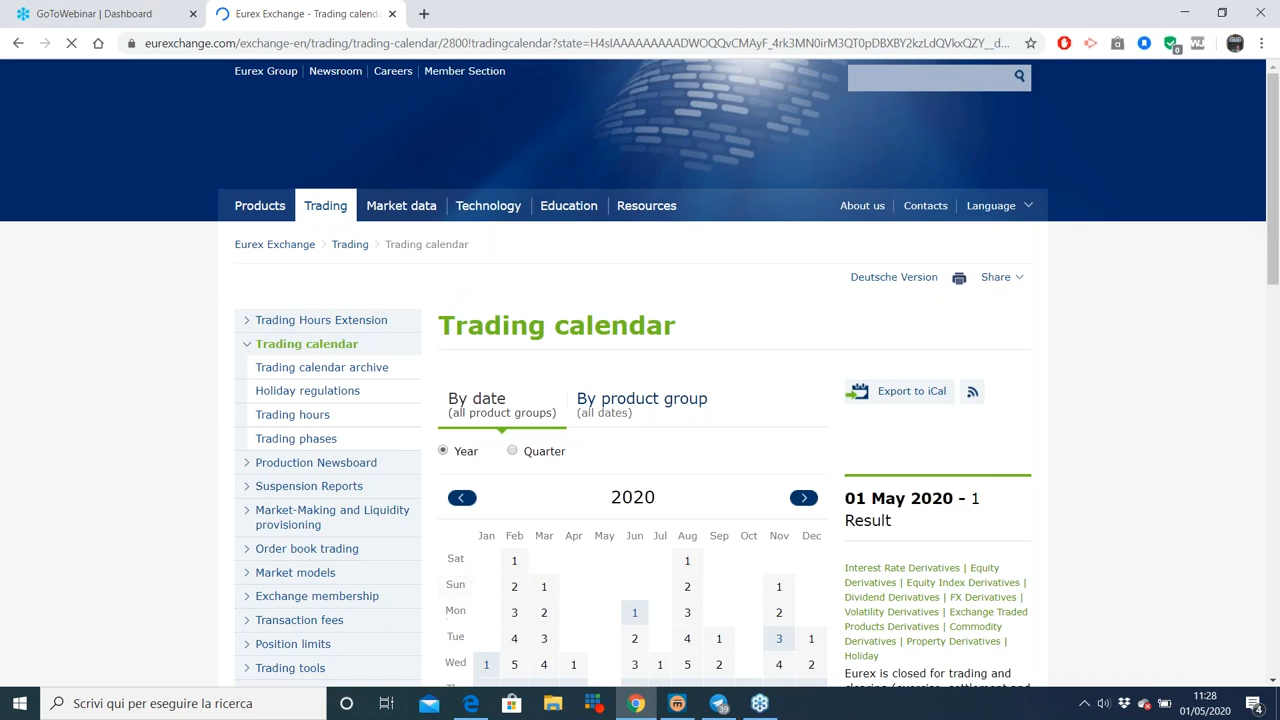 GoToWebinar | Dashboard
Eurex Exchange - Trading calend
eurexchange.com/exchange-en/trading/trading-calendar/2800!tradingcalendar?state=H4sIAAAAAAAADWOQQvCMAyF_4rk3MN0irM3QT0pDBXBY2kzLdQVkxQZY__d...
Eurex Group | Newsroom | Careers | Member Section
Products Trading Market data Technology Education Resources About us Contacts Language
Eurex Exchange Trading Trading calendar
Deutsche Version Share
Trading Hours Extension
Trading calendar
Trading calendar archive
Holiday regulations
Trading hours
Trading phases
Production Newsboard
Suspension Reports
Market-Making and Liquidity
provisioning
Order book trading
Market models
Exchange membership
Transaction fees
Position limits
Trading tools
Trading calendar
By date
(all product groups)
By product group
(all dates)
Year Quarter
2020
Jan Feb Mar Apr May Jun Jul Aug Sep Oct Nov Dec
Sat 1 1
Sun 2 1 2 1
Mon 3 2 1 3 2
Tue 4 3 2 4 1 3 1
Wed 1 5 4 1 3 1 5 2 4 2
Export to iCal
01 May 2020 - 1
Result
Interest Rate Derivatives | Equity
Derivatives | Equity Index Derivatives |
Dividend Derivatives | FX Derivatives |
Volatility Derivatives | Exchange Traded
Products Derivatives | Commodity
Derivatives | Property Derivatives |
Holiday
Eurex is closed for trading and
Scrivi qui per eseguire la ricerca
11:28
01/05/2020
4